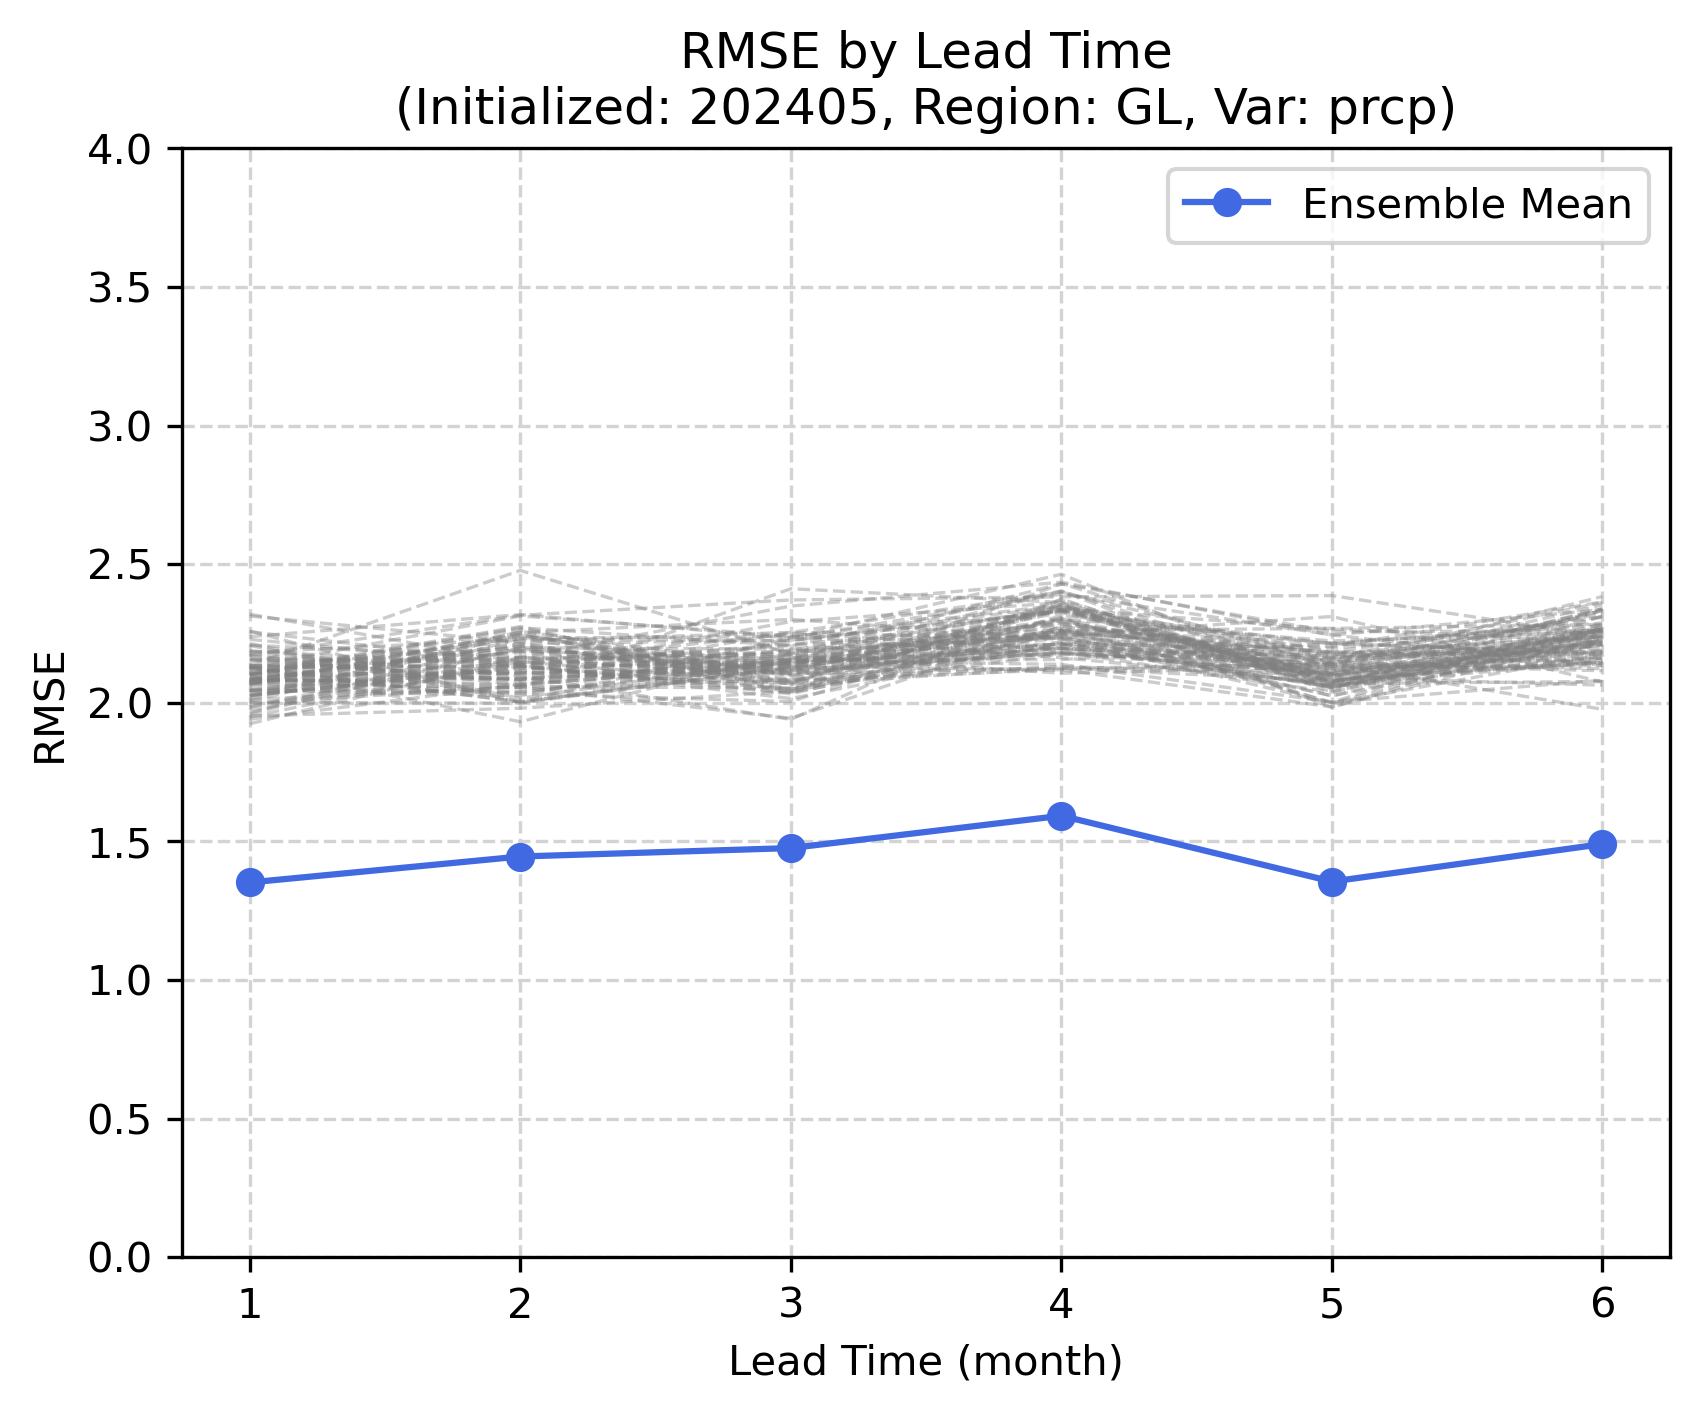 RMSE by Lead Time
(Initialized: 202405, Region: GL, Var: prcp)
Ensemble Mean
4.0
3.5
3.0
2.5
2.0
1.5
1.0
0.5
0.0
RMSE
1 2 3 4 5 6
Lead Time (month)